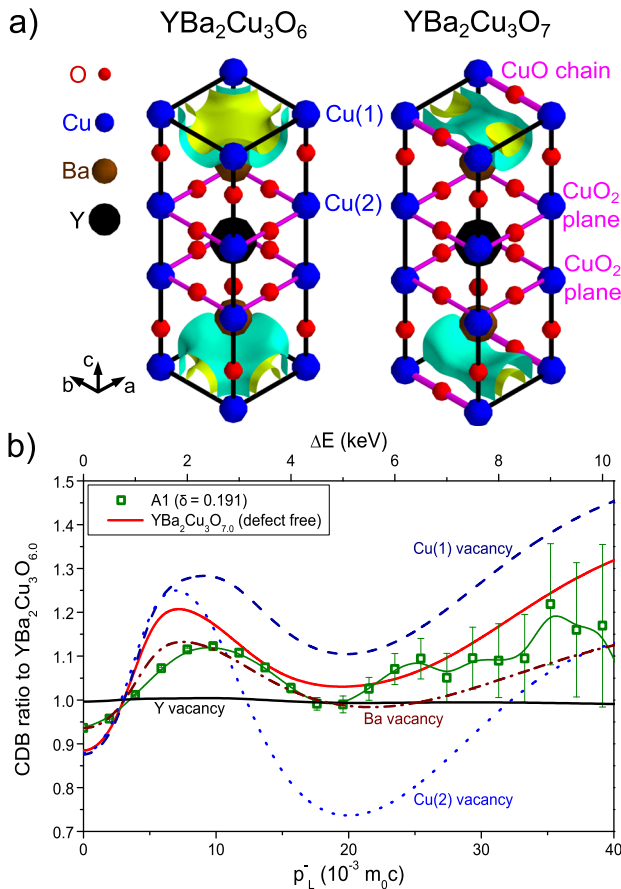 a)
YBa₂Cu₃O₆
YBa₂Cu₃O₇
O
Cu
Ba
Y
Cu(1)
Cu(2)
CuO chain
CuO₂
plane
CuO₂
plane
c
b
a
b)
ΔE (keV)
0 2 4 6 8 10
A1 (δ = 0.191)
YBa₂Cu₃O₇.₀ (defect free)
Cu(1) vacancy
Y vacancy
Ba vacancy
Cu(2) vacancy
CDB ratio to YBa₂Cu₃O₆.₀
1.5
1.4
1.3
1.2
1.1
1.0
0.9
0.8
0.7
0 10 20 30 40
p⁻L (10⁻³ m₀c)